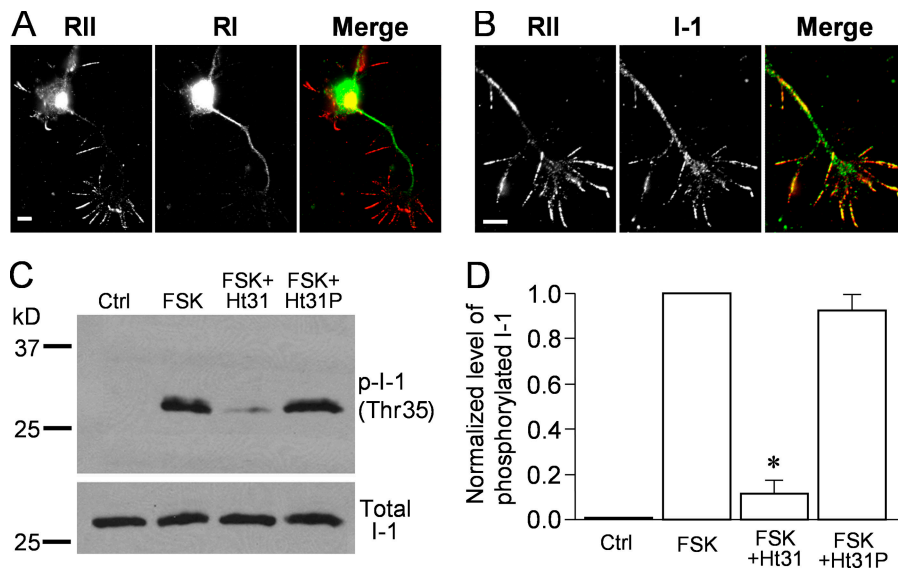 A
RII
RI
Merge
B
RII
I-1
Merge
C
kD
Ctrl
FSK
FSK+
Ht31
FSK+
Ht31P
37
25
p-I-1
(Thr35)
25
Total
I-1
D
Normalized level of
phosphorylated I-1
1.0
0.8
0.6
0.4
0.2
0.0
*
Ctrl
FSK
FSK
+Ht31
FSK
+Ht31P